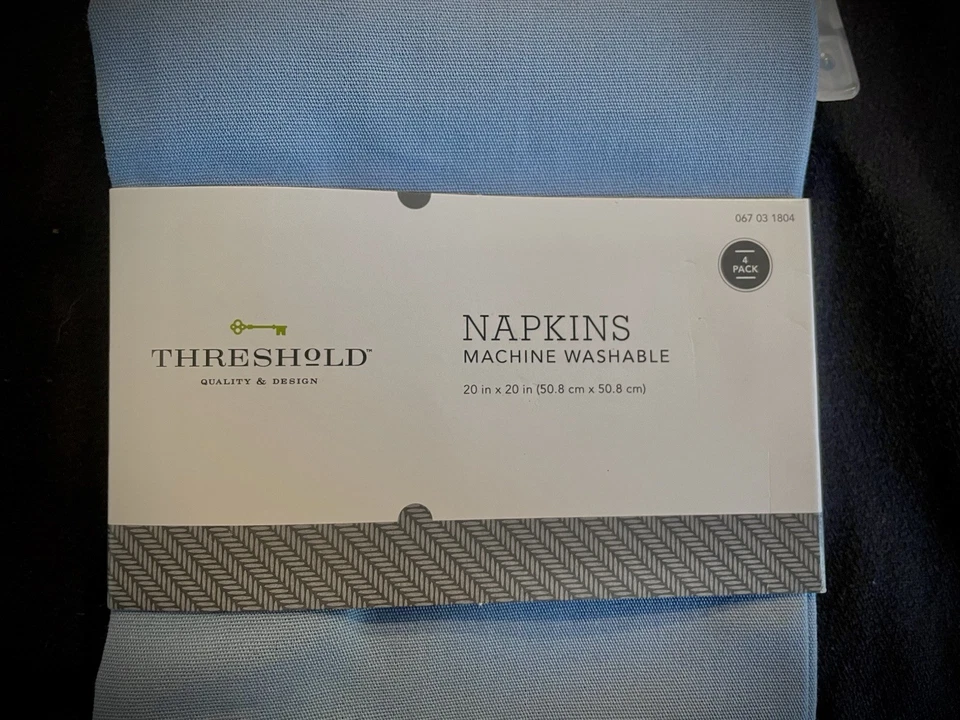 067 03 1804
4
PACK
THRESHOLD™
QUALITY & DESIGN
NAPKINS
MACHINE WASHABLE
20 in x 20 in (50.8 cm x 50.8 cm)